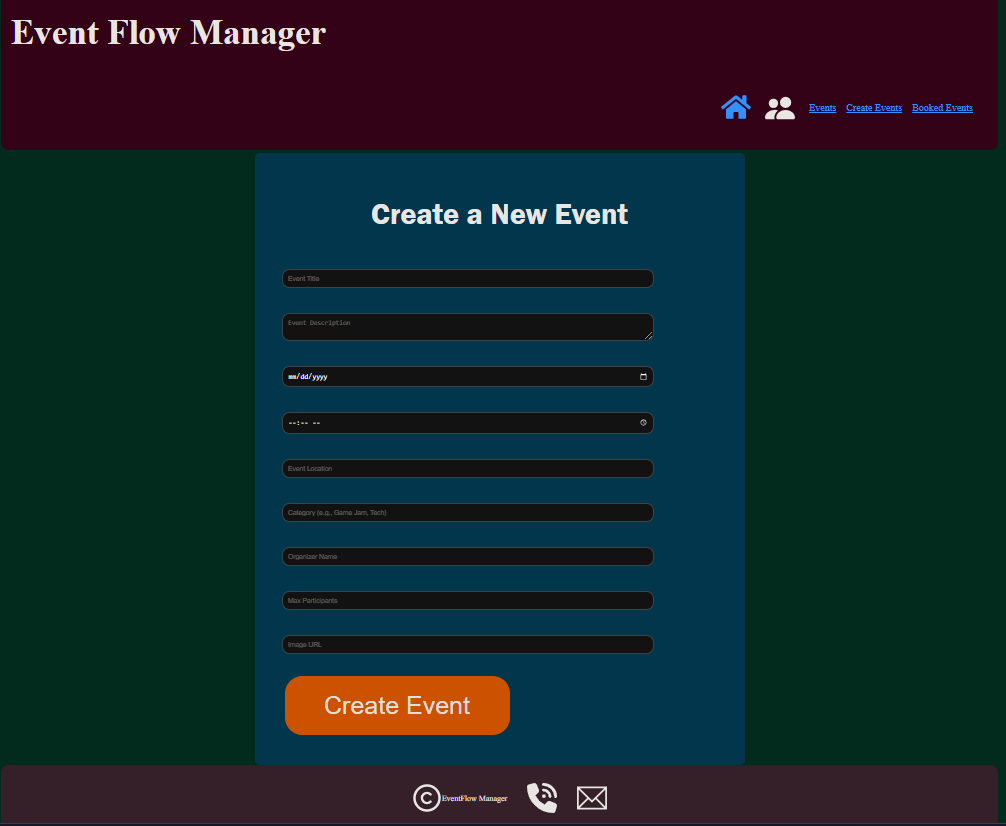 Event Flow Manager
Events Create Events Booked Events
Create a New Event
Event Title
Event Description
mm/dd/yyyy
--:-- --
Event Location
Category (e.g., Game Jam, Tech)
Organizer Name
Max Participants
Image URL
Create Event
© EventFlow Manager